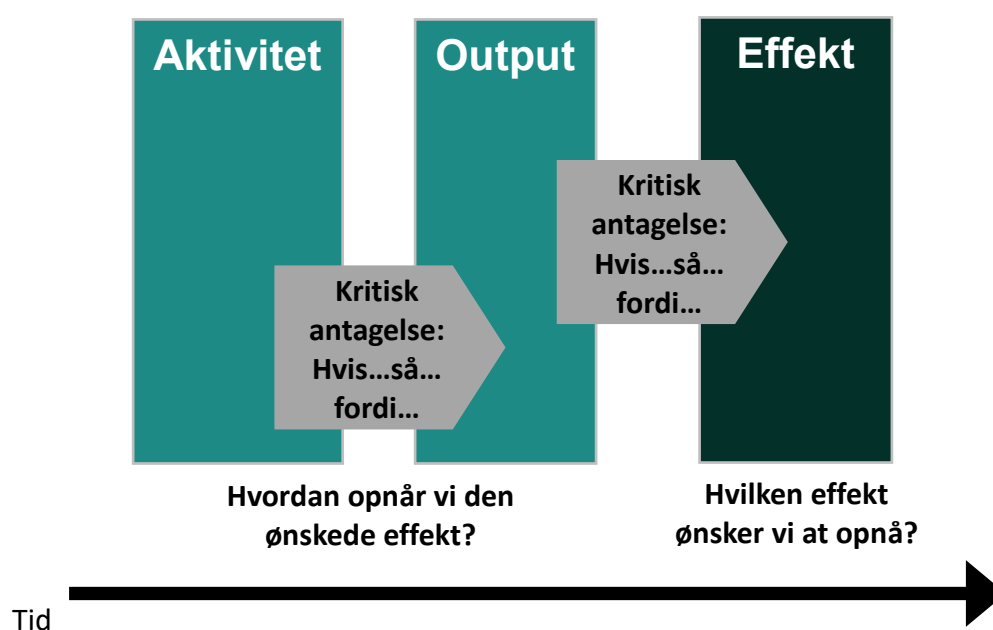 Aktivitet
Output
Effekt
Kritisk
antagelse:
Hvis...så...
fordi...
Kritisk
antagelse:
Hvis...så...
fordi...
Hvordan opnår vi den
ønskede effekt?
Hvilken effekt
ønsker vi at opnå?
Tid